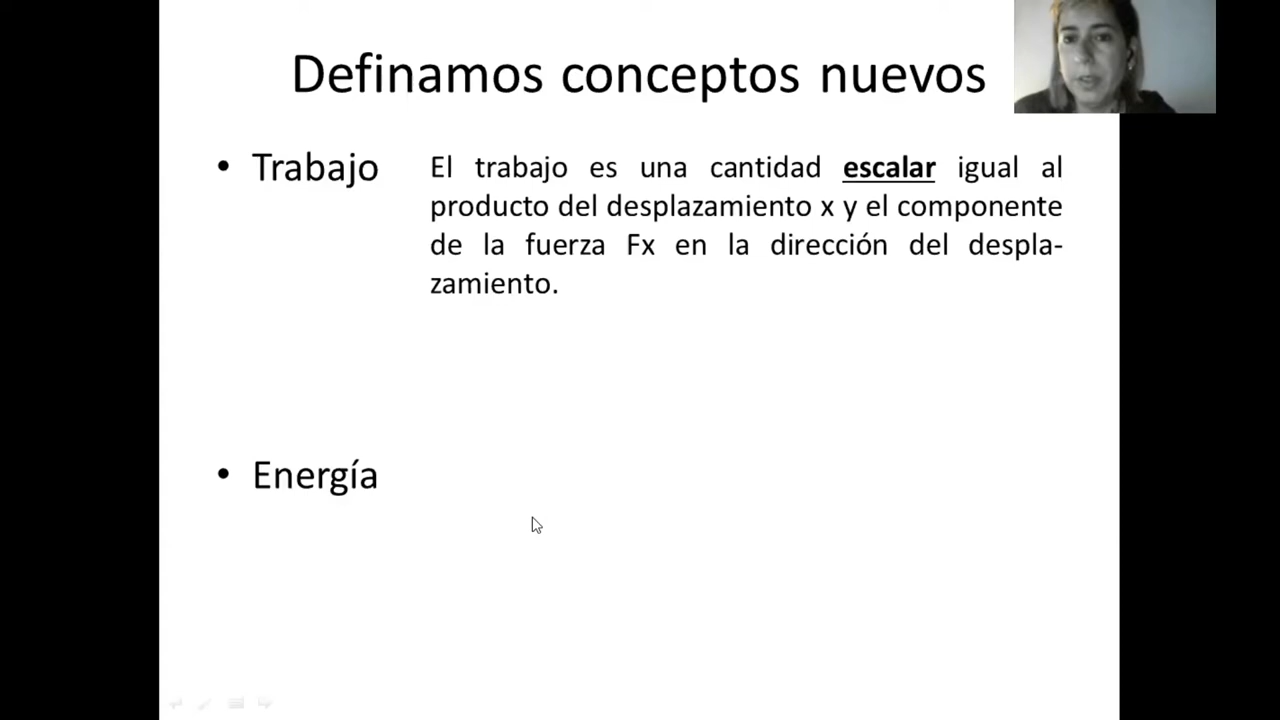 Definamos conceptos nuevos
• Trabajo
El trabajo es una cantidad escalar igual al
producto del desplazamiento x y el componente
de la fuerza Fx en la dirección del despla-
zamiento.
• Energía